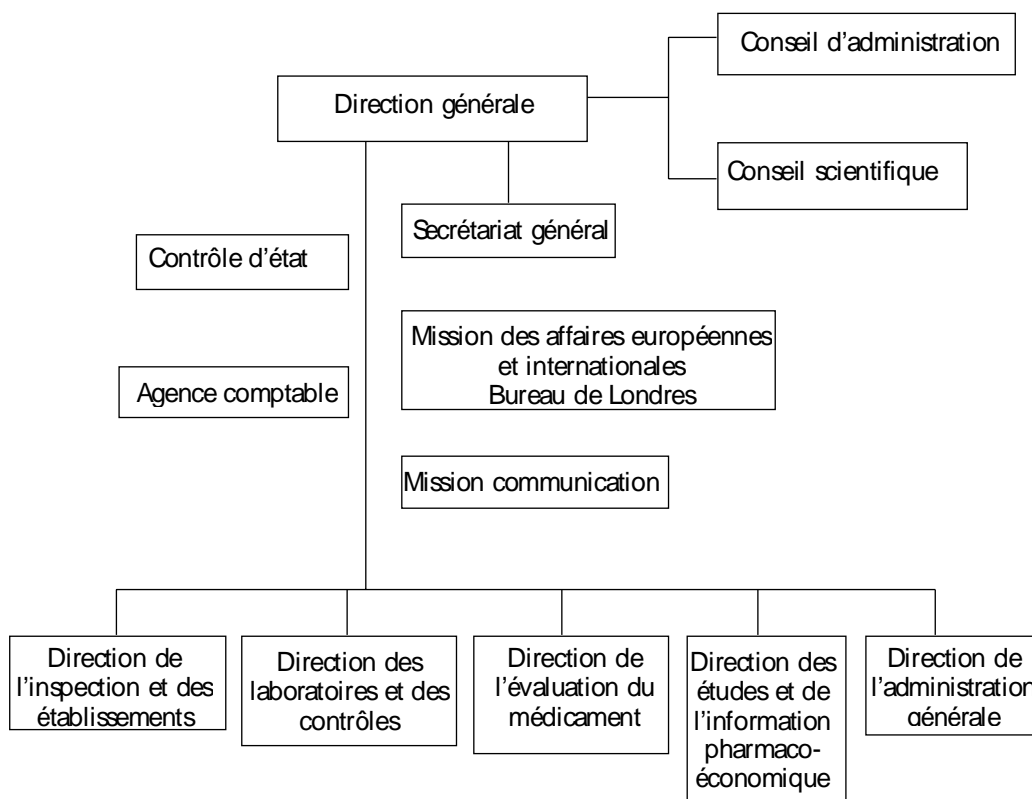 Conseil d'administration
Direction générale
Conseil scientifique
Secrétariat général
Contrôle d'état
Mission des affaires européennes
et internationales
Bureau de Londres
Agence comptable
Mission communication
Direction de
l'inspection et des
établissements
Direction des
laboratoires et des
contrôles
Direction de
l'évaluation du
médicament
Direction des
études et de
l'information
pharmaco-
économique
Direction de
l'administration
générale